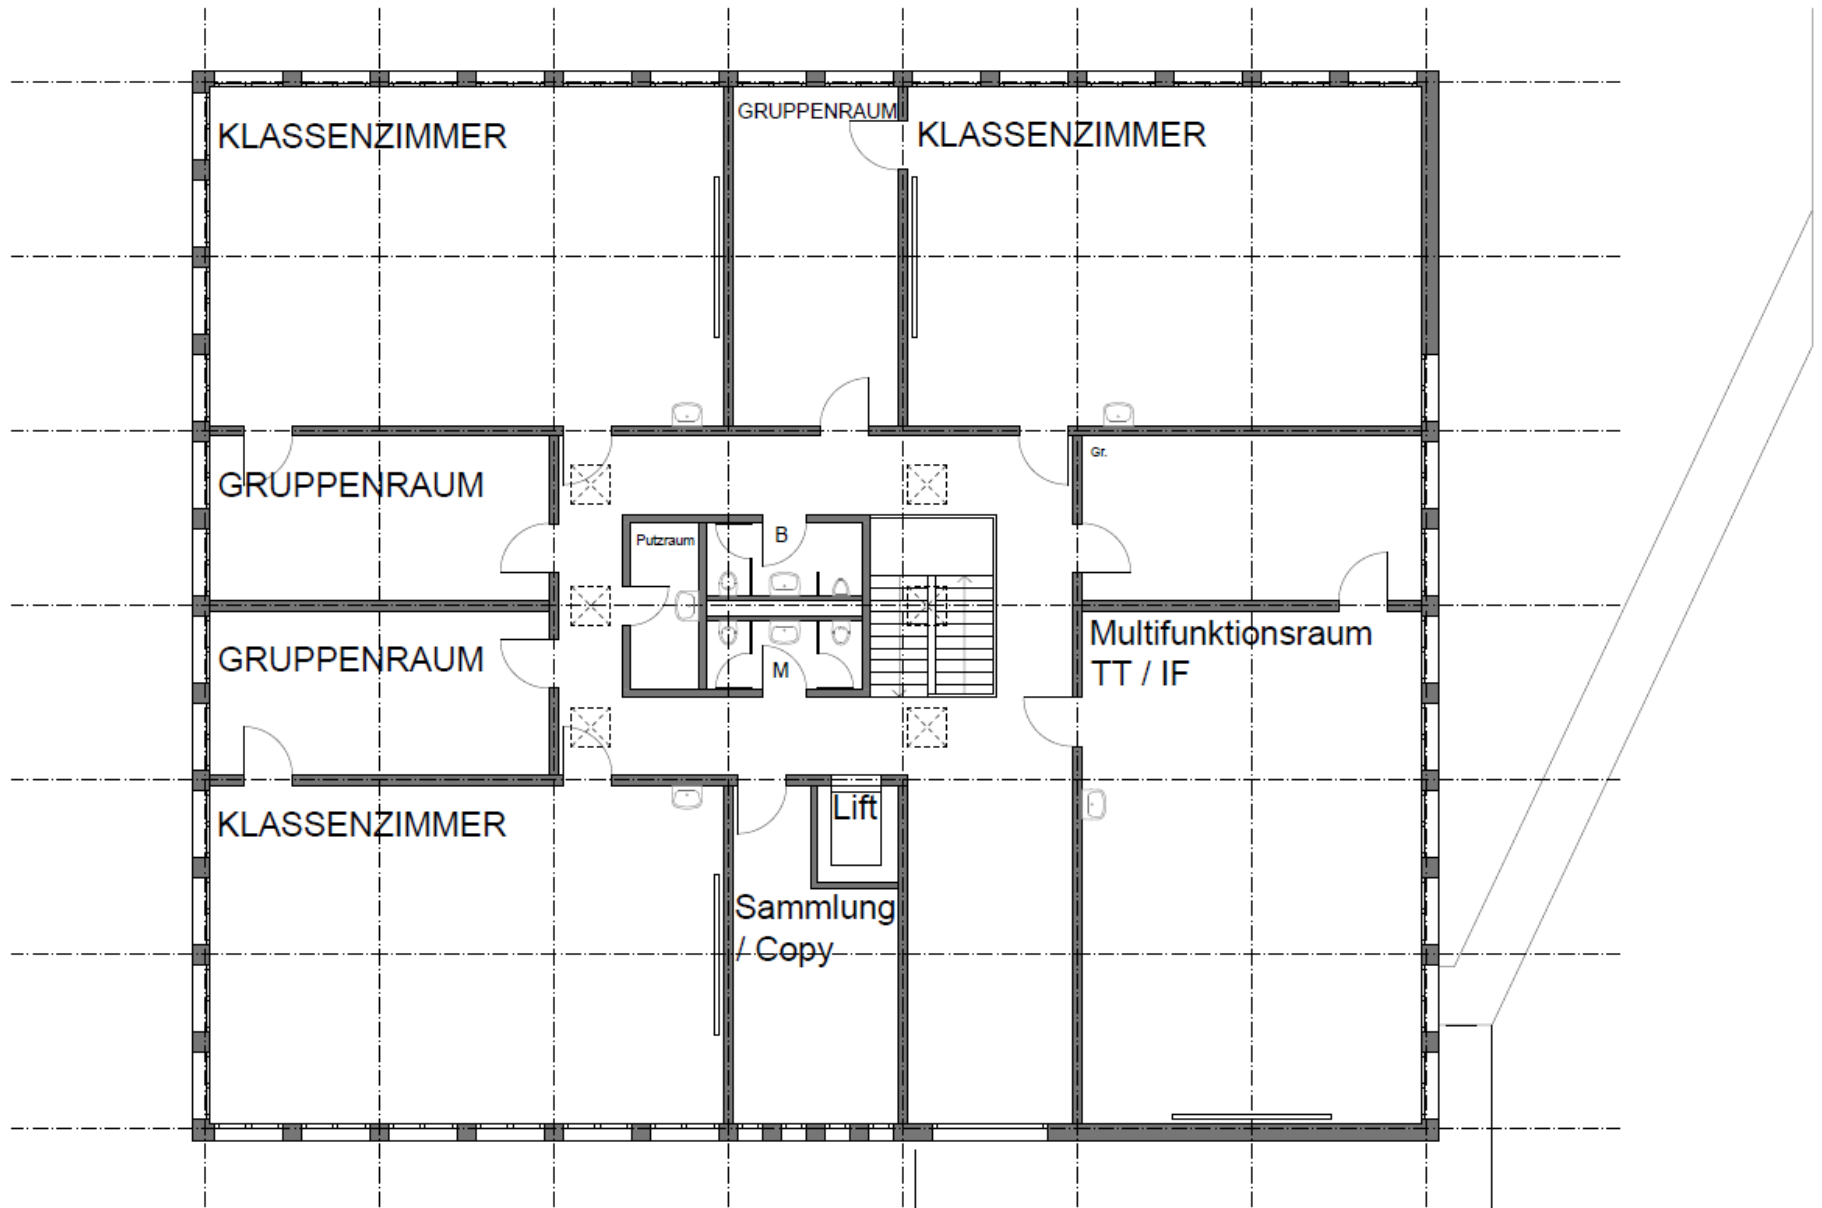 KLASSENZIMMER
GRUPPENRAUM
KLASSENZIMMER
GRUPPENRAUM
Gr.
Putzraum
B
GRUPPENRAUM
M
Multifunktionsraum
TT / IF
KLASSENZIMMER
Lift
Sammlung
/ Copy